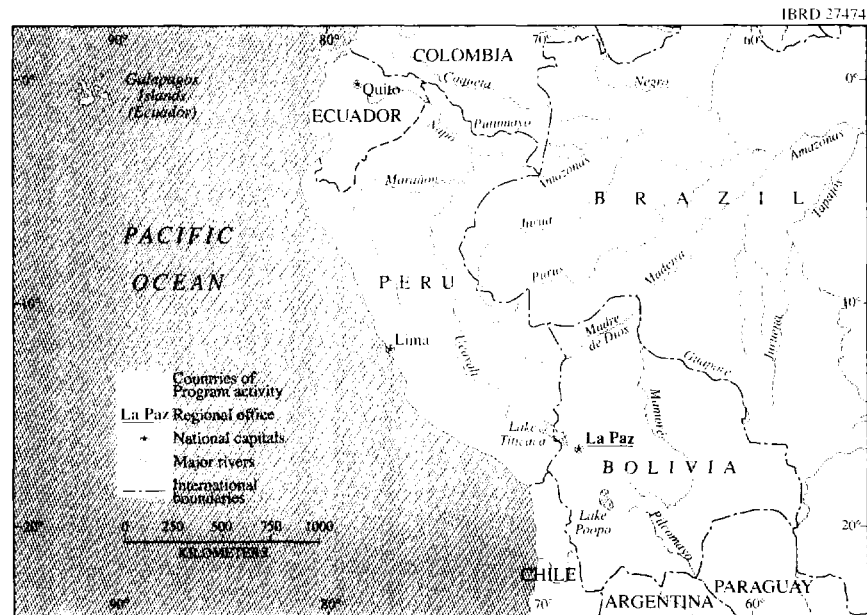 IBRD 27474
90°
80°
70°
60°
COLOMBIA
0°
0°
Galapagos
Islands
(Ecuador)
Quito
Caqueta
Negro
ECUADOR
Napo
Putumayo
Amazonas
Marañon
Amazonas
BRAZIL
Tapajos
PACIFIC
OCEAN
Jurua
PERU
Purus
Madeira
10°
10°
Lima
Ucayali
Madre
de Dios
Guapore
Juruena
Countries of
Program activity
La Paz Regional office
National capitals
Major rivers
International
boundaries
Lake
Titicaca
La Paz
Mamore
BOLIVIA
20°
20°
0 250 500 750 1000
KILOMETERS
Lake
Poopo
Pilcomayo
CHILE
PARAGUAY
ARGENTINA
90°
80°
70°
60°